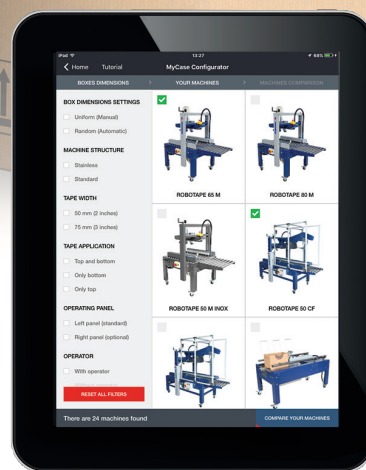 iPad
13:27
68%
Home
Tutorial
MyCase Configurator
BOXES DIMENSIONS
>
YOUR MACHINES
>
MACHINES COMPARISON
BOX DIMENSIONS SETTINGS
Uniform (Manual)
Random (Automatic)
MACHINE STRUCTURE
Stainless
Standard
TAPE WIDTH
50 mm (2 inches)
75 mm (3 inches)
TAPE APPLICATION
Top and bottom
Only bottom
Only top
OPERATING PANEL
Left panel (standard)
Right panel (optional)
OPERATOR
With operator
RESET ALL FILTERS
ROBOTAPE 65 M
ROBOTAPE 80 M
ROBOTAPE 50 M INOX
ROBOTAPE 50 CF
There are 24 machines found
COMPARE YOUR MACHINES